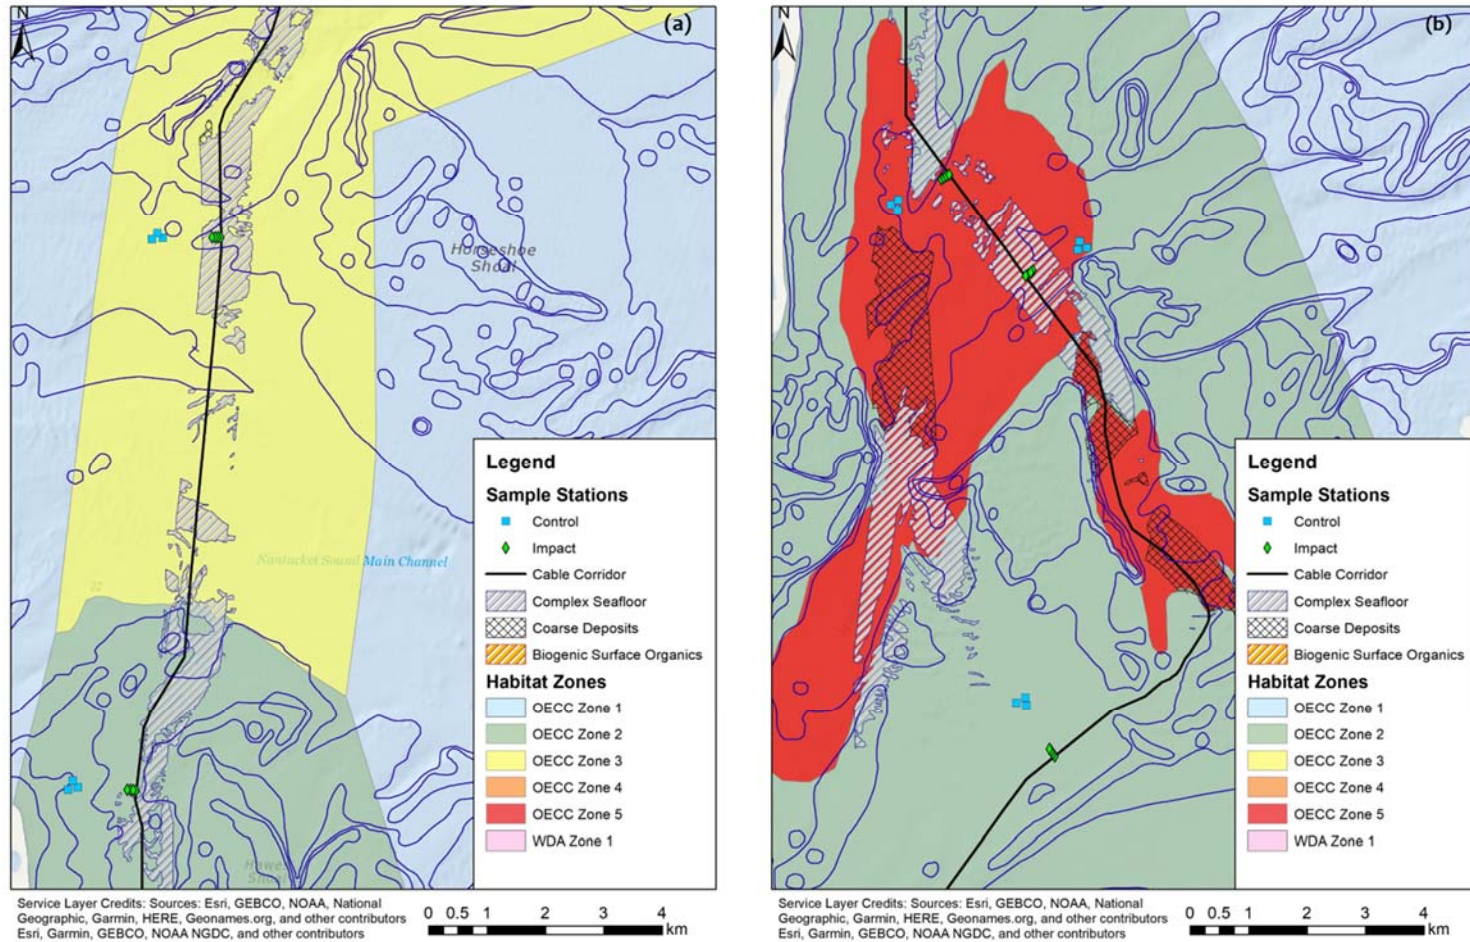 N
(a)
Horseshoe
Shoal
Nantucket Sound Main Channel
22
Hawes
Shoal
Legend
Sample Stations
Control
Impact
Cable Corridor
Complex Seafloor
Coarse Deposits
Biogenic Surface Organics
Habitat Zones
OECC Zone 1
OECC Zone 2
OECC Zone 3
OECC Zone 4
OECC Zone 5
WDA Zone 1
Service Layer Credits: Sources: Esri, GEBCO, NOAA, National
Geographic, Garmin, HERE, Geonames.org, and other contributors
Esri, Garmin, GEBCO, NOAA NGDC, and other contributors
0 0.5 1 2 3 4
km
N
(b)
Legend
Sample Stations
Control
Impact
Cable Corridor
Complex Seafloor
Coarse Deposits
Biogenic Surface Organics
Habitat Zones
OECC Zone 1
OECC Zone 2
OECC Zone 3
OECC Zone 4
OECC Zone 5
WDA Zone 1
Service Layer Credits: Sources: Esri, GEBCO, NOAA, National
Geographic, Garmin, HERE, Geonames.org, and other contributors
Esri, Garmin, GEBCO, NOAA NGDC, and other contributors
0 0.5 1 2 3 4
km